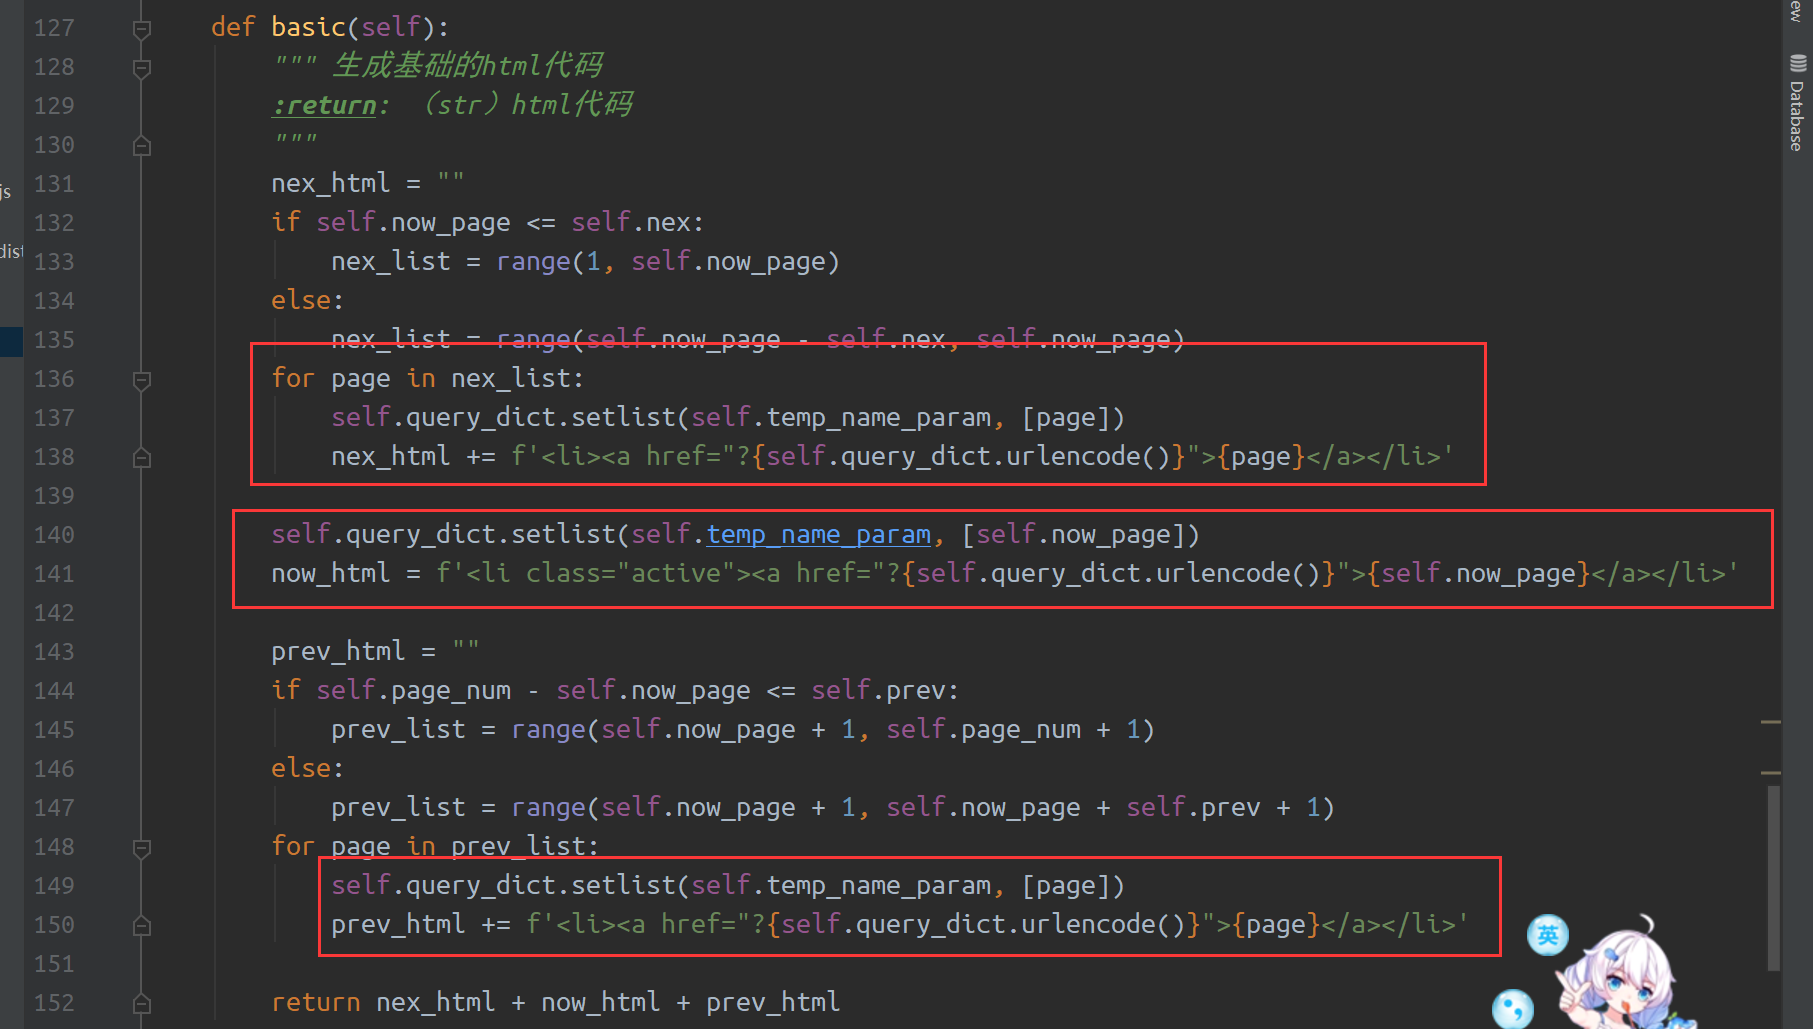 127 def basic(self):
128 """ 生成基础的html代码
129 :return: （str）html代码
130 """
131 nex_html = ""
132 if self.now_page <= self.nex:
133 nex_list = range(1, self.now_page)
134 else:
135 nex_list = range(self.now_page - self.nex, self.now_page)
136 for page in nex_list:
137 self.query_dict.setlist(self.temp_name_param, [page])
138 nex_html += f'<li><a href="?{self.query_dict.urlencode()}">{page}</a></li>'
139
140 self.query_dict.setlist(self.temp_name_param, [self.now_page])
141 now_html = f'<li class="active"><a href="?{self.query_dict.urlencode()}">{self.now_page}</a></li>'
142
143 prev_html = ""
144 if self.page_num - self.now_page <= self.prev:
145 prev_list = range(self.now_page + 1, self.page_num + 1)
146 else:
147 prev_list = range(self.now_page + 1, self.now_page + self.prev + 1)
148 for page in prev_list:
149 self.query_dict.setlist(self.temp_name_param, [page])
150 prev_html += f'<li><a href="?{self.query_dict.urlencode()}">{page}</a></li>'
151
152 return nex_html + now_html + prev_html
js
dist
ew
Database
英